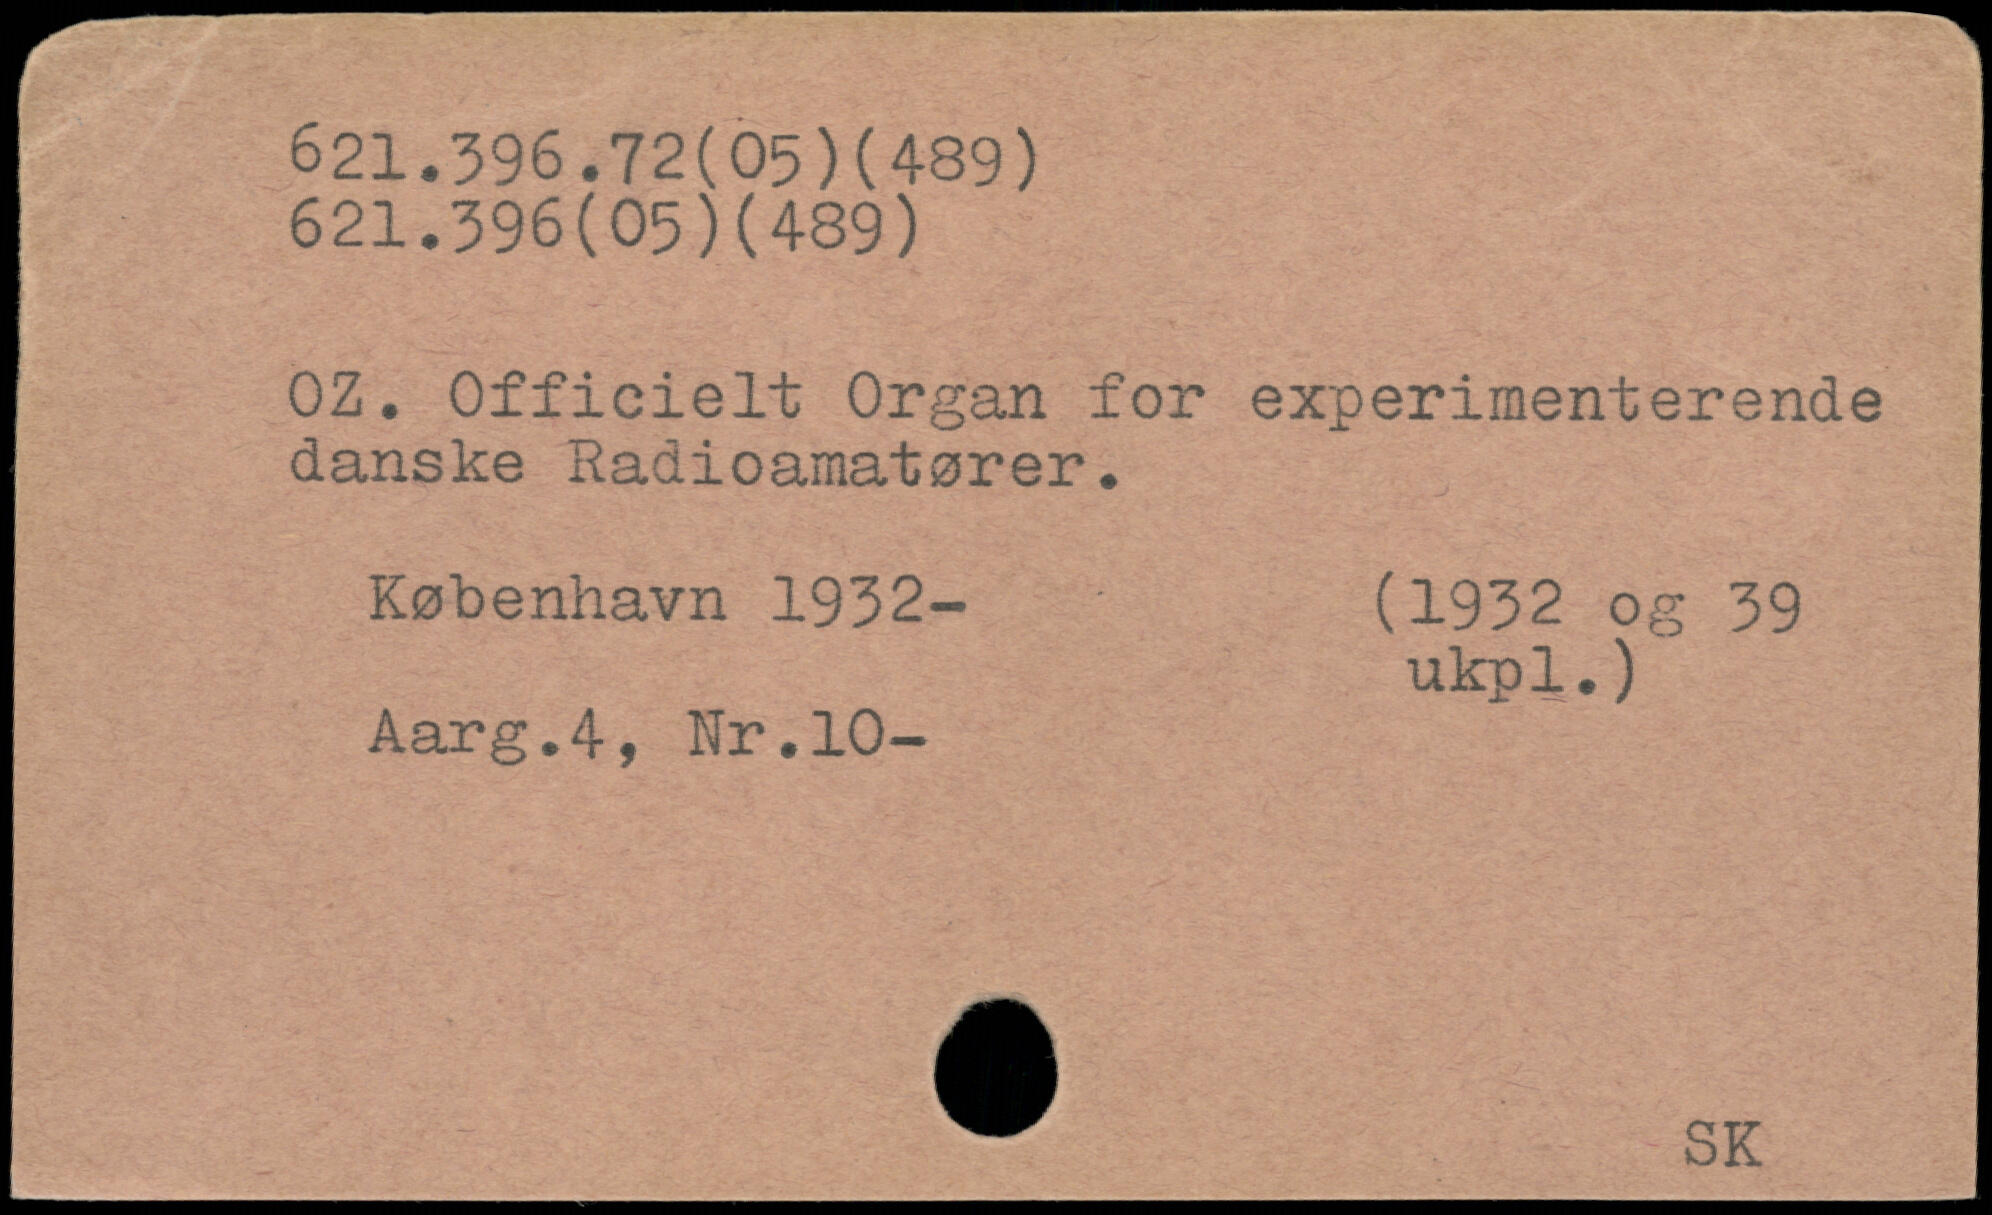 621.396.72(05)(489)
621.396(05)(489)
OZ. Officielt Organ for experimenterende
danske Radioamatører.
København 1932- (1932 og 39
ukpl.)
Aarg.4, Nr.10-
SK